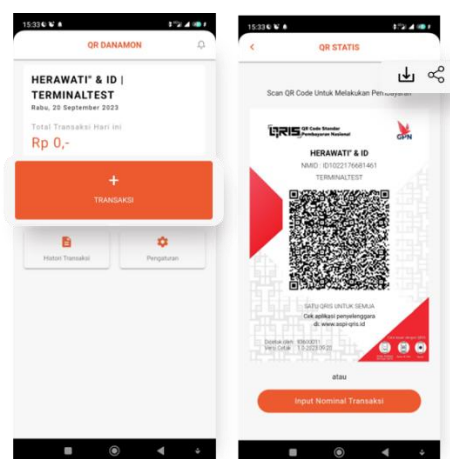 15:33
QR DANAMON
HERAWATI" & ID |
TERMINALTEST
Rabu, 20 September 2023
Total Transaksi Hari ini
Rp 0,-
+
TRANSAKSI
Histori Transaksi
Pengaturan
15:33
QR STATIS
Scan QR Code Untuk Melakukan Pembayaran
QRIS QR Code Standar
Pembayaran Nasional
GPN
HERAWATI" & ID
NMID : ID1022176681461
TERMINALTEST
SATU QRIS UNTUK SEMUA
Cek aplikasi penyelenggara
di: www.aspi-qris.id
Dicetak oleh : 93600011
atau
Input Nominal Transaksi